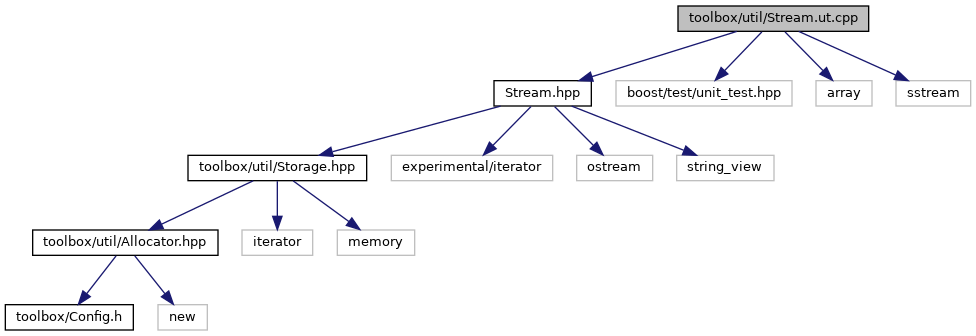 toolbox/util/Stream.ut.cpp
Stream.hpp
boost/test/unit_test.hpp
array
sstream
toolbox/util/Storage.hpp
experimental/iterator
ostream
string_view
toolbox/util/Allocator.hpp
iterator
memory
toolbox/Config.h
new